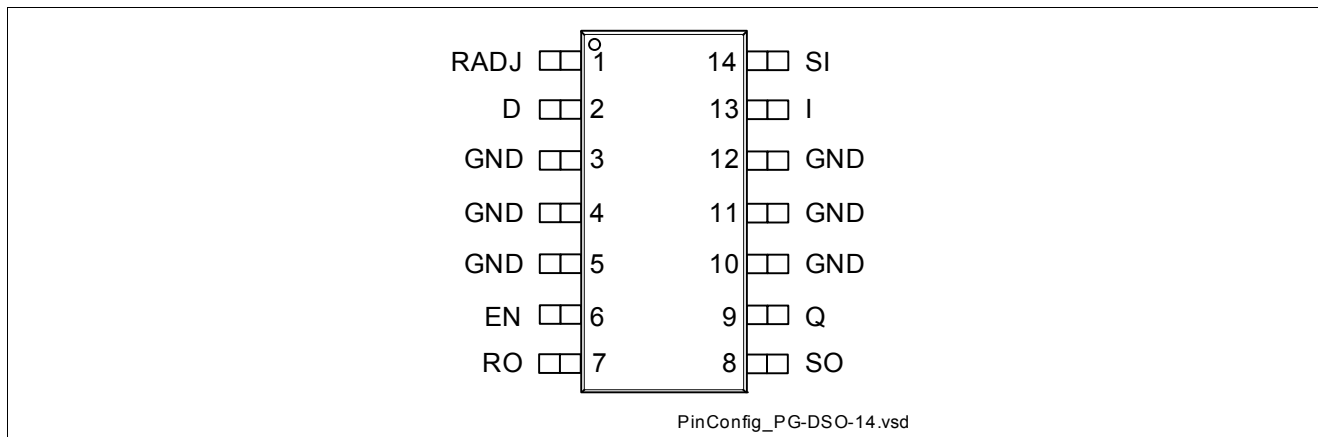 RADJ 1 14 SI
D 2 13 I
GND 3 12 GND
GND 4 11 GND
GND 5 10 GND
EN 6 9 Q
RO 7 8 SO
PinConfig_PG-DSO-14.vsd